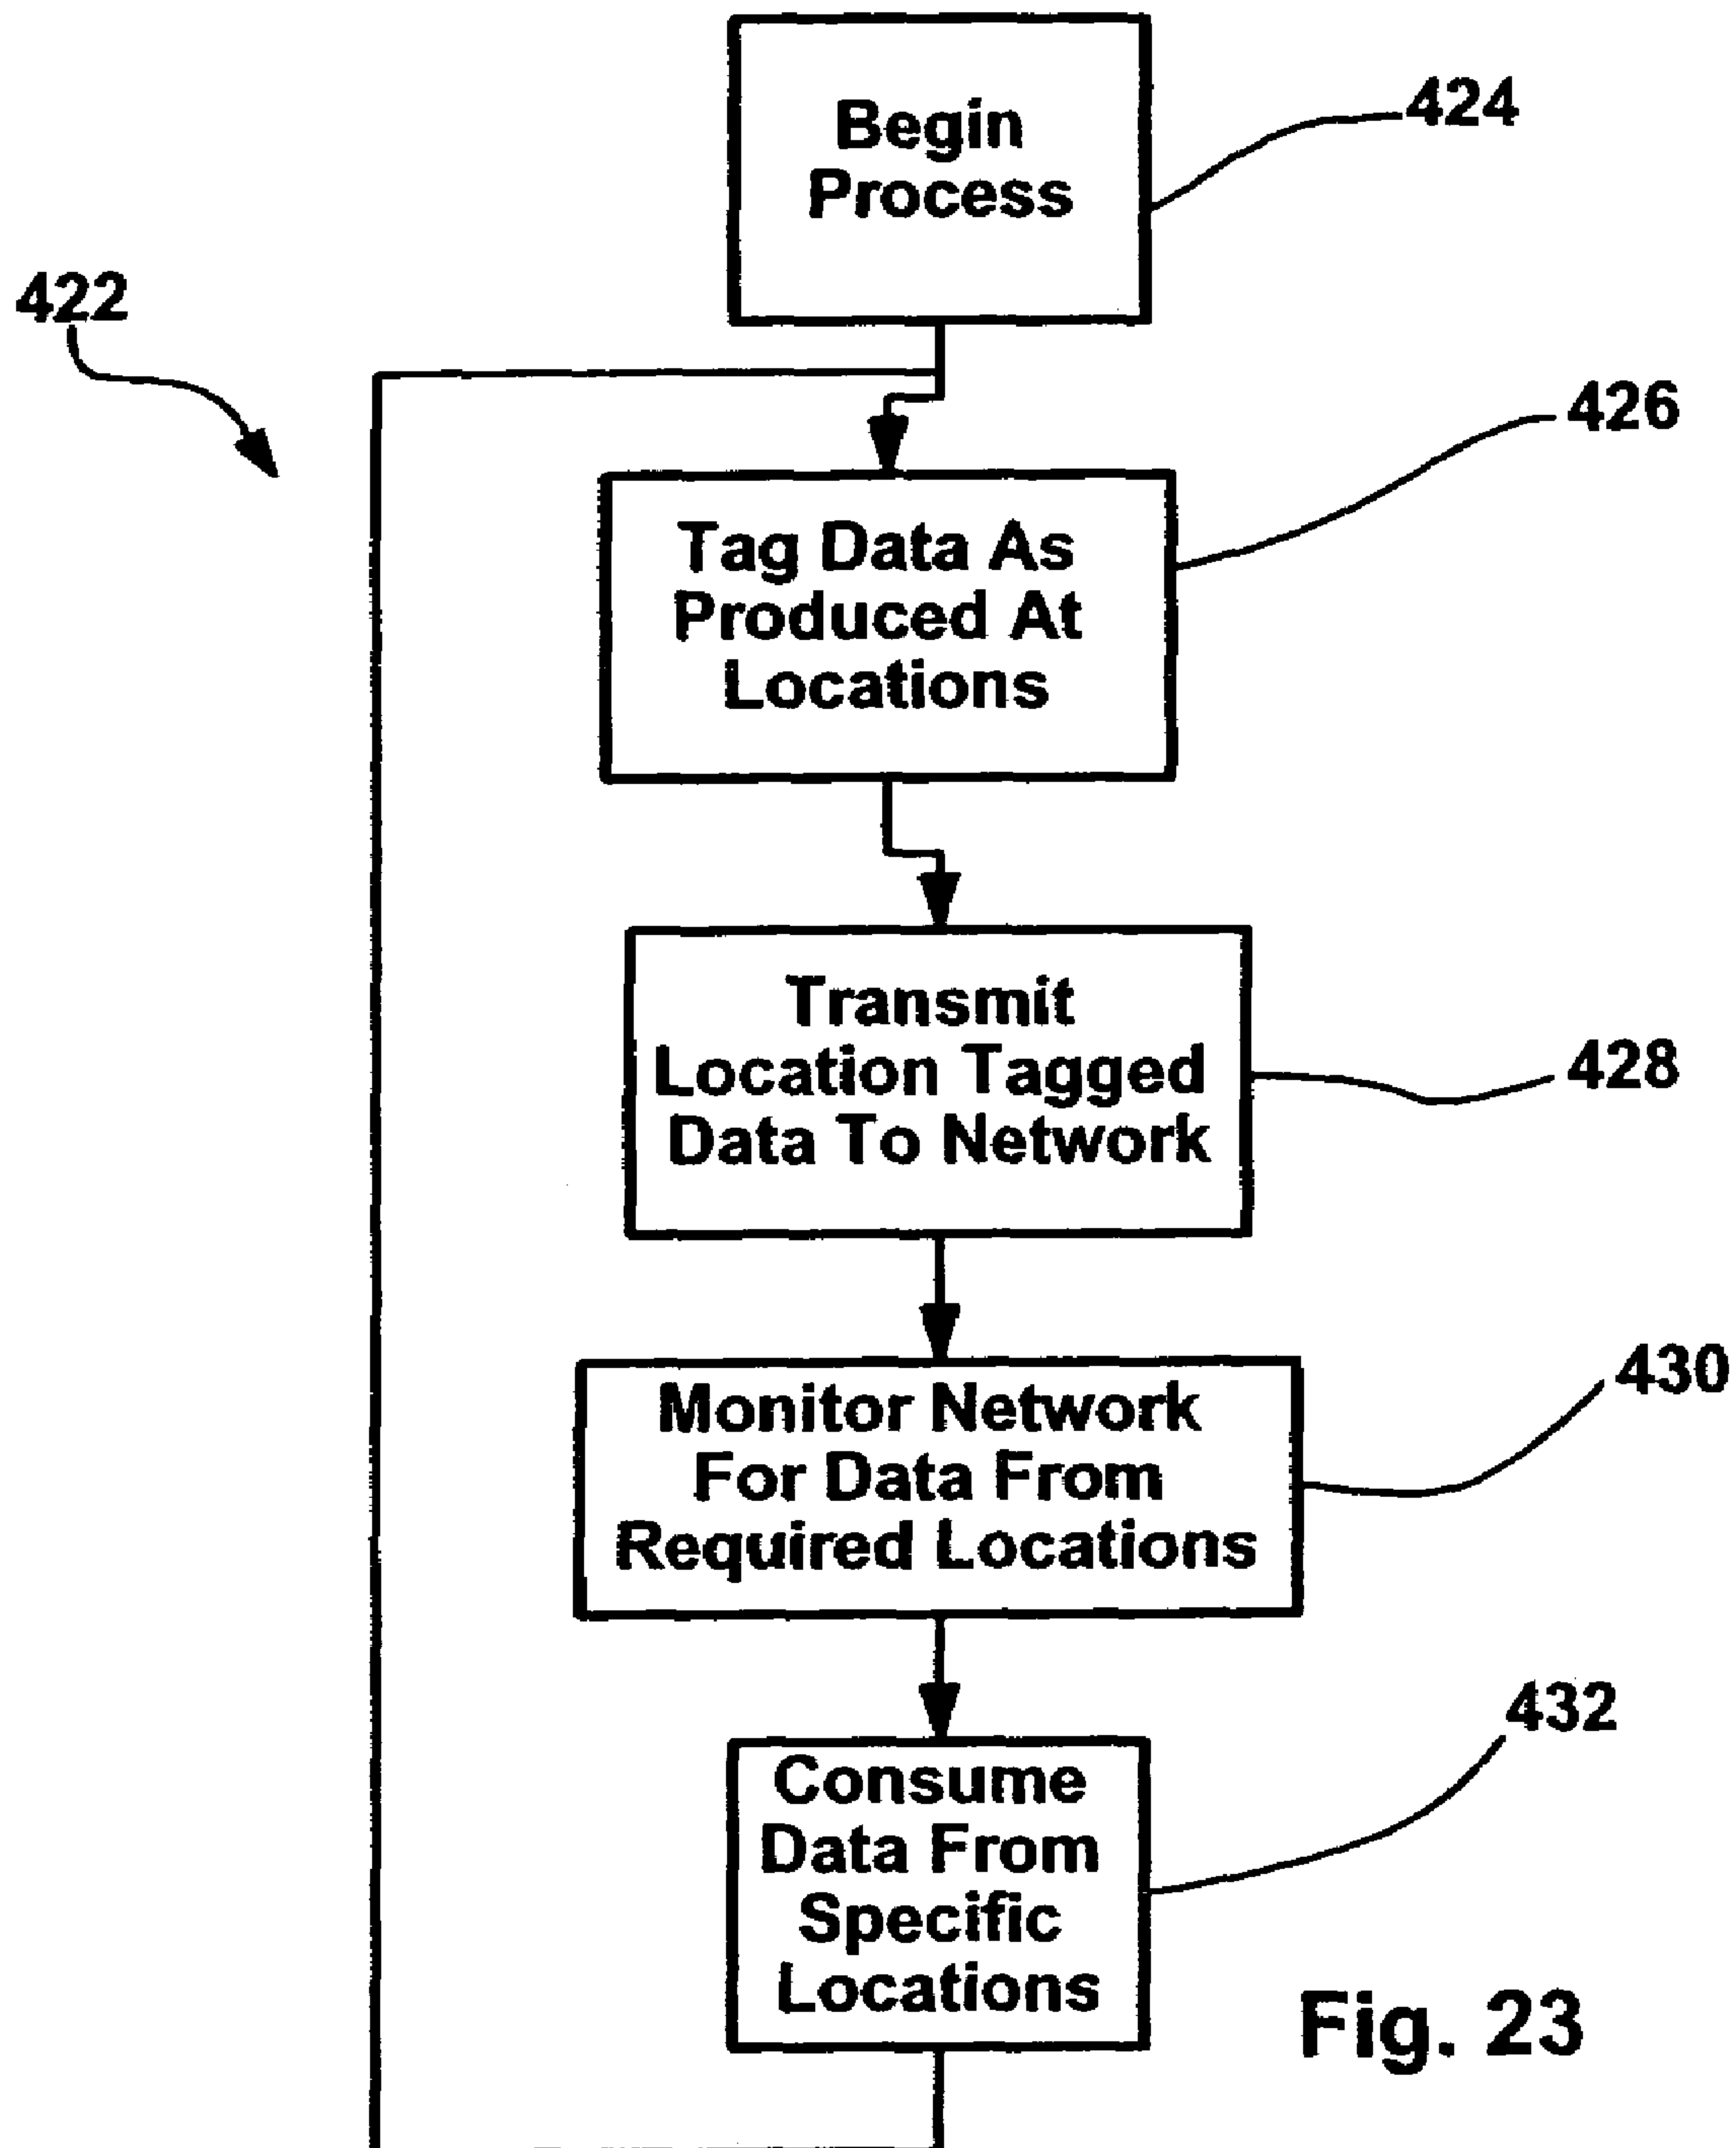 Begin
Process
424
422
426
Tag Data As
Produced At
Locations
Transmit
Location Tagged
Data To Network
428
Monitor Network
For Data From
Required Locations
430
432
Consume
Data From
Specific
Locations
Fig. 23